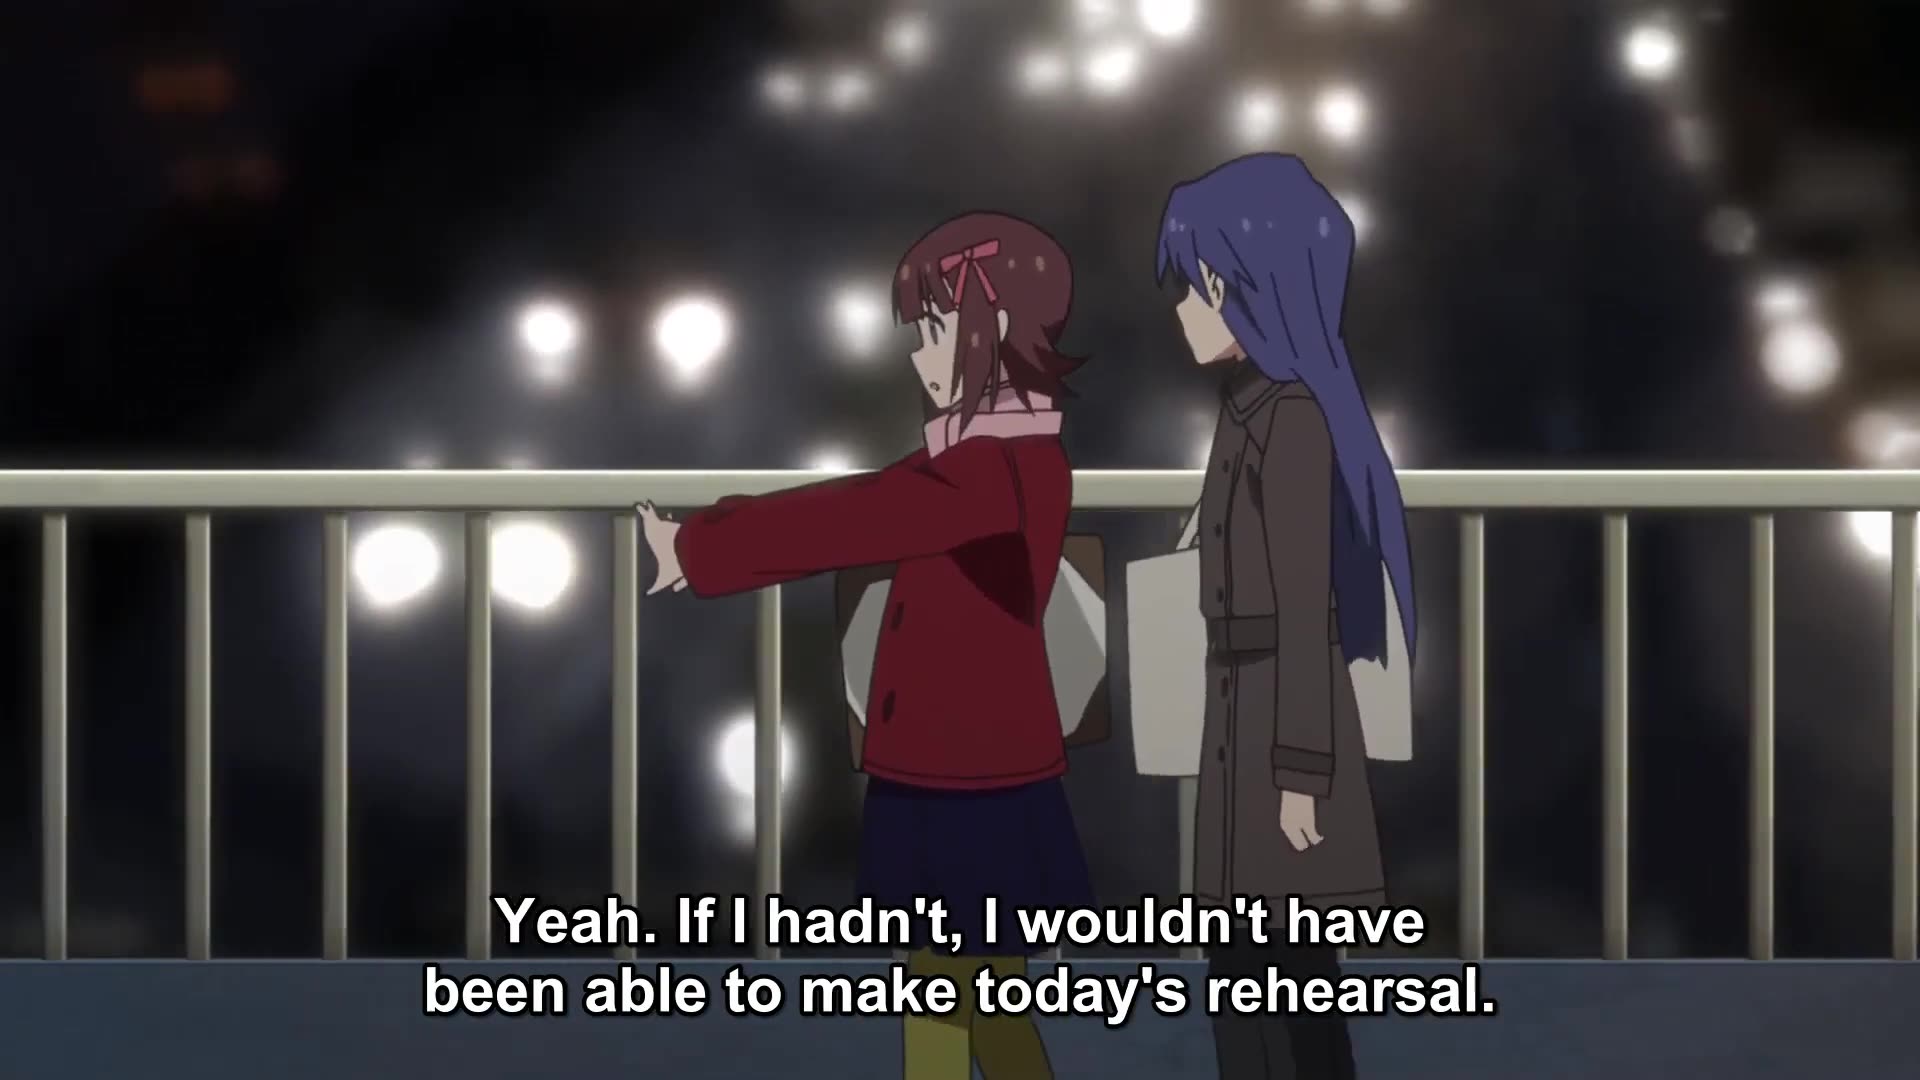 Yeah. If I hadn't, I wouldn't have
been able to make today's rehearsal.